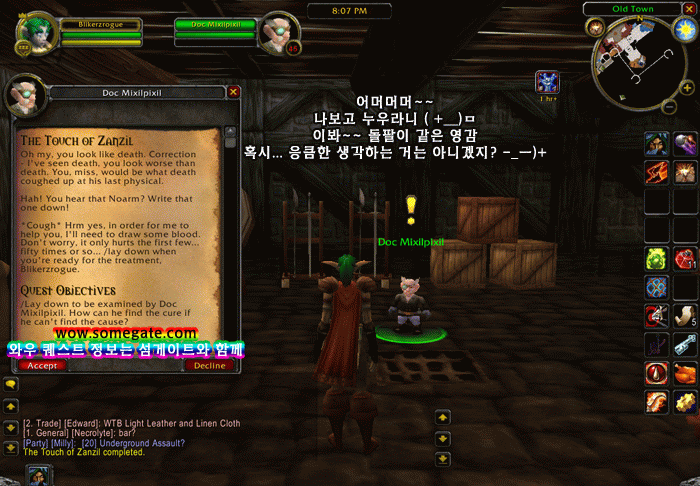 8:07 PM
Old Town
Blikerzrogue
Doc Mixilpixil
Doc Mixilpixil
N
1 hr
The Touch of Zanzil
Oh my, you look like death. Correction
- I've seen death, you look worse than
death. You, miss, would be what death
coughed up at his last physical.
Hah! You hear that Noarm? Write that
one down!
*Cough* Hrm yes, in order for me to
help you, I'll need to draw some blood.
Don't worry, it only hurts the first few...
fifty times or so... /lay down when
you're ready for the treatment,
Blikerzrogue.
Quest Objectives
/Lay down to be examined by Doc
Mixilpixil. How can he find the cure if
he can't find the cause?
wow.somegate.com
와우 퀘스트 정보는 섬게이트와 함께
Accept
Decline
어머머머~~
나보고 누우라니 ( +__)ㅁ
이봐~~ 돌팔이 같은 영감
혹시... 응큼한 생각하는 거는 아니겠지? -_ㅡ)+
Doc Mixilpixil
11
[2. Trade] [Edward]: WTB Light Leather and Linen Cloth
[1. General] [Necrolyte]: bar?
[Party] [Milly]: [20] Underground Assault?
The Touch of Zanzil completed.